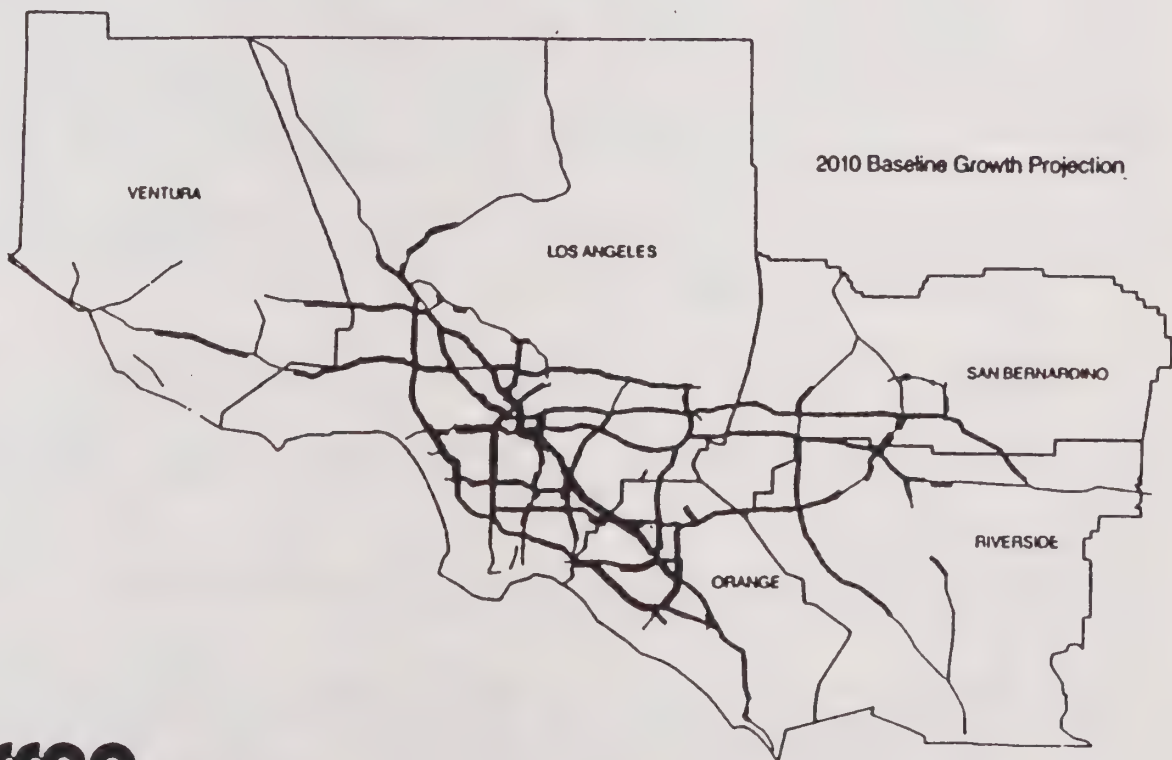 2010 Baseline Growth Projection
VENTURA
LOS ANGELES
SAN BERNARDINO
RIVERSIDE
ORANGE